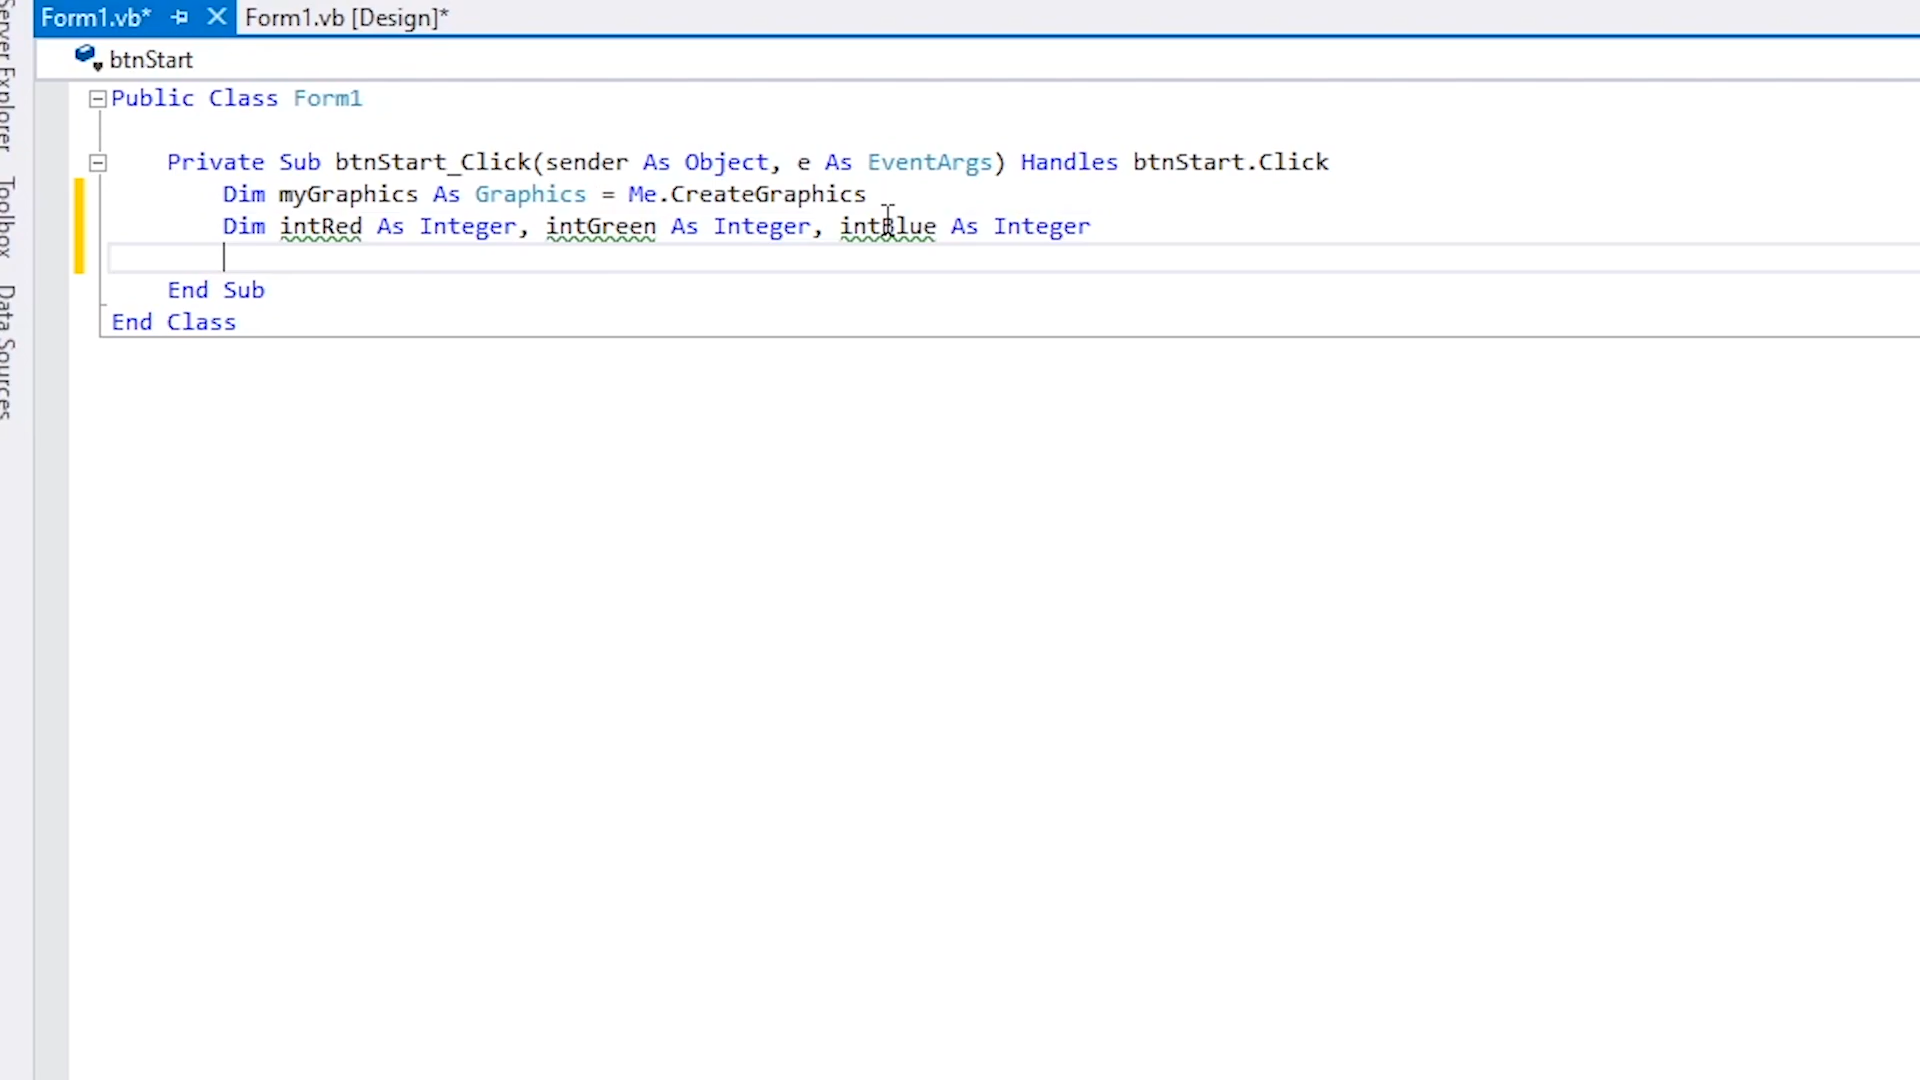 Form1.vb* Form1.vb [Design]*
btnStart
Public Class Form1
Private Sub btnStart_Click(sender As Object, e As EventArgs) Handles btnStart.Click
Dim myGraphics As Graphics = Me.CreateGraphics
Dim intRed As Integer, intGreen As Integer, intBlue As Integer
End Sub
End Class
Server Explorer
Toolbox
Data Sources